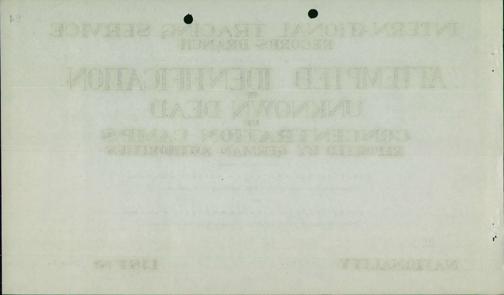 INTERNATIONAL TRACING SERVICE
RECORDS BRANCH
ATTEMPTED IDENTIFICATION
OF
UNKNOWN DEAD
CONCENTRATION CAMPS
REPORTED BY GERMAN AUTHORITIES
NATIONALITY
LIST No